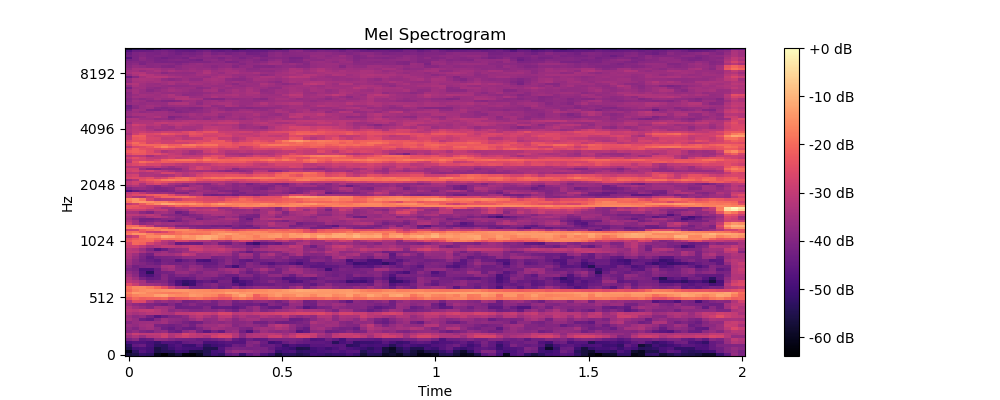 Mel Spectrogram
+0 dB
8192
-10 dB
4096
-20 dB
2048
-30 dB
Hz
1024
-40 dB
512
-50 dB
0
-60 dB
0 0.5 1 1.5 2
Time